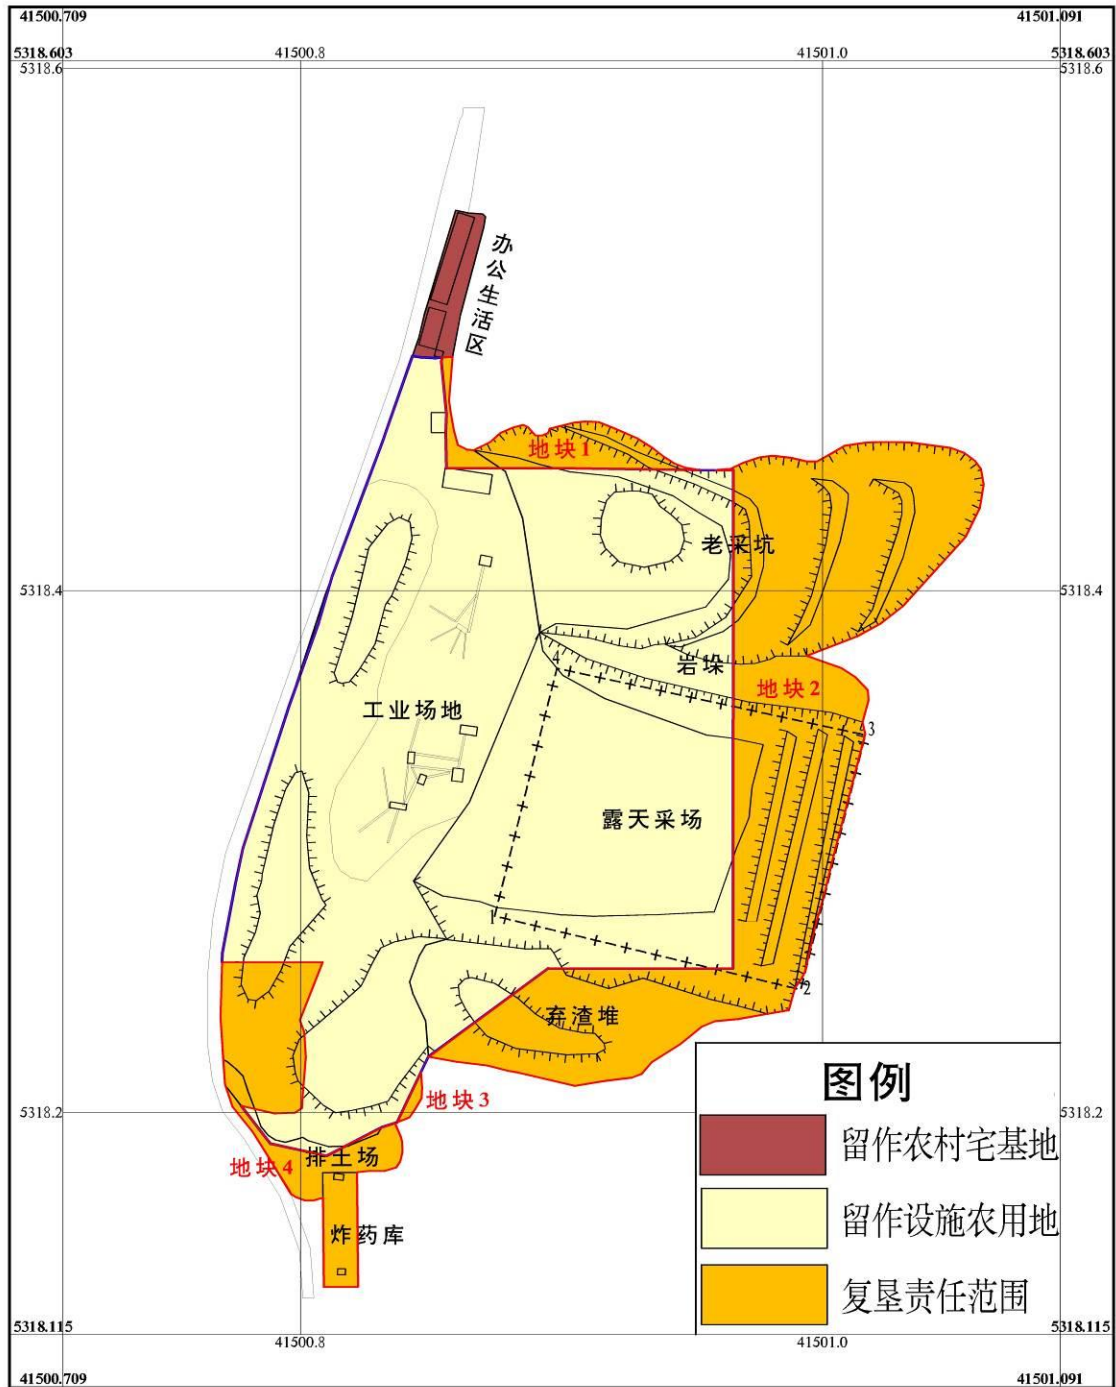 41500.709
41501.091
5318.603
41500.8
41501.0
5318.603
5318.6
5318.6
办公生活区
地块1
老采坑
5318.4
5318.4
岩垛
4
地块2
工业场地
3
露天采场
1
2
弃渣堆
图例
地块3
5318.2
5318.2
留作农村宅基地
排土场
地块4
留作设施农用地
炸药库
复垦责任范围
5318.115
41500.8
41501.0
5318.115
41500.709
41501.091